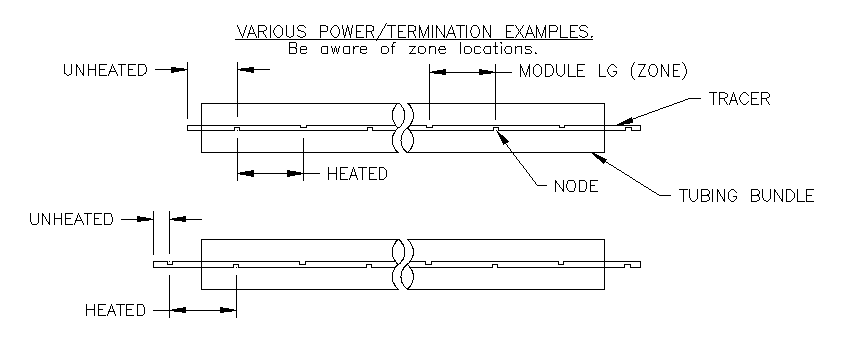 VARIOUS POWER/TERMINATION EXAMPLES.
Be aware of zone locations.
UNHEATED
MODULE LG (ZONE)
TRACER
HEATED
NODE
TUBING BUNDLE
UNHEATED
HEATED